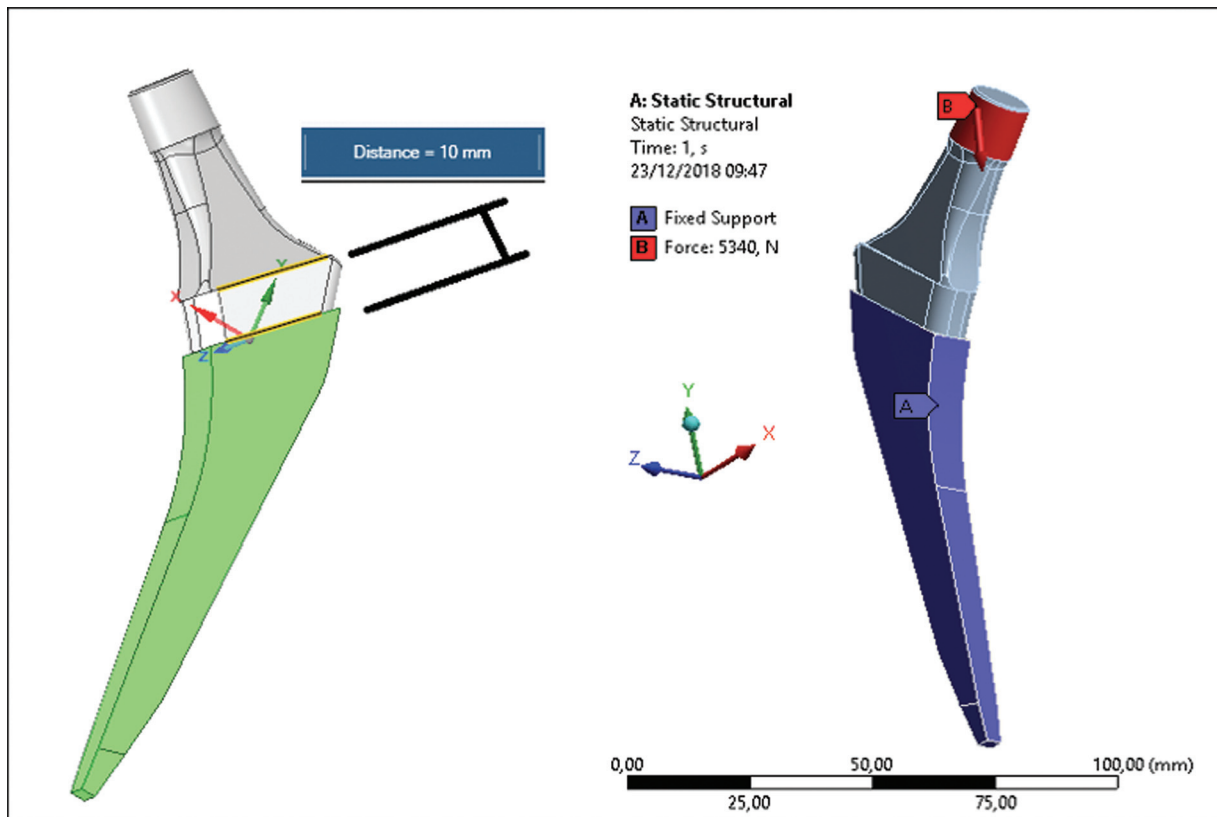 Distance = 10 mm
Y
X
Z
A: Static Structural
Static Structural
Time: 1, s
23/12/2018 09:47
A Fixed Support
B Force: 5340, N
B
A
Y
X
Z
0,00 50,00 100,00 (mm)
25,00 75,00